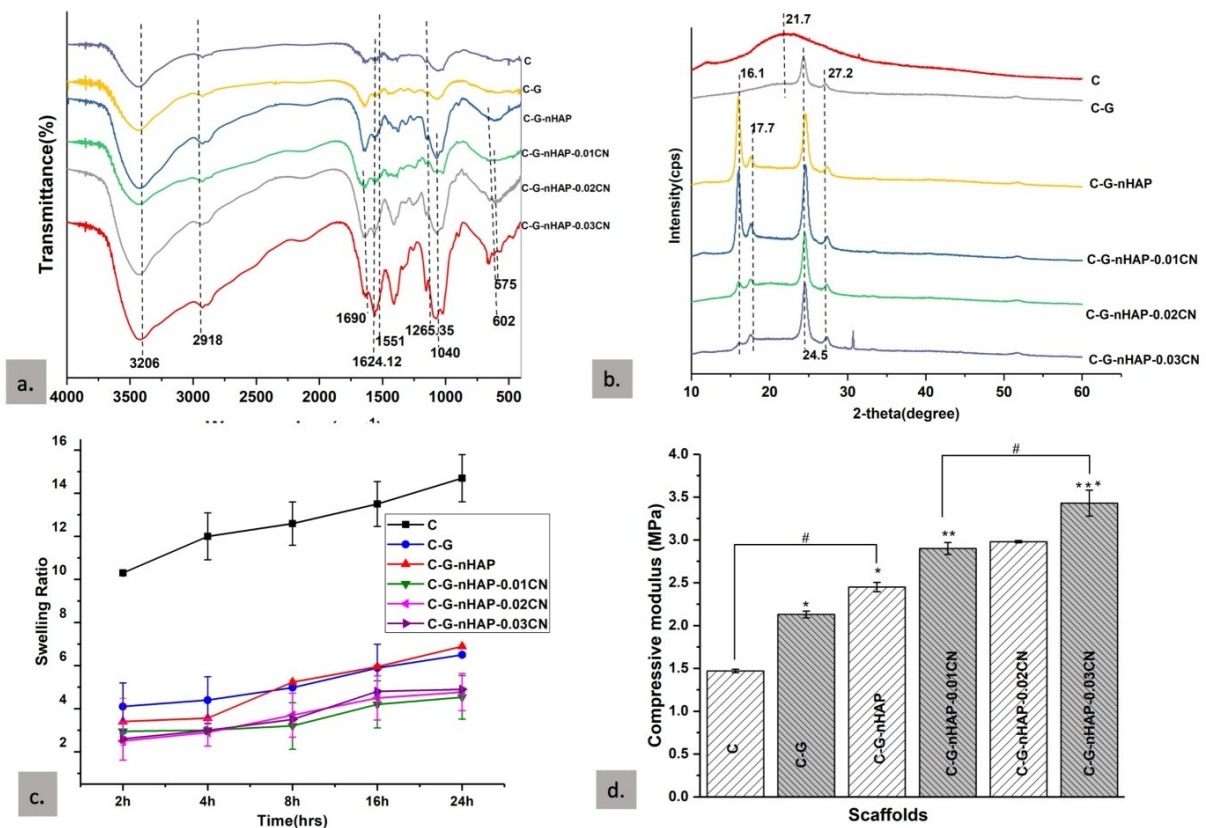 Transmittance(%)
C
C-G
C-G-nHAP
C-G-nHAP-0.01CN
C-G-nHAP-0.02CN
C-G-nHAP-0.03CN
3206
2918
1690
1624.12
1551
1265.35
1040
575
602
4000 3500 3000 2500 2000 1500 1000 500
a.
Intensity(cps)
21.7
16.1
27.2
17.7
24.5
C
C-G
C-G-nHAP
C-G-nHAP-0.01CN
C-G-nHAP-0.02CN
C-G-nHAP-0.03CN
10 20 30 40 50 60
2-theta(degree)
b.
Swelling Ratio
16
14
12
10
8
6
4
2
C
C-G
C-G-nHAP
C-G-nHAP-0.01CN
C-G-nHAP-0.02CN
C-G-nHAP-0.03CN
2h 4h 8h 16h 24h
Time(hrs)
c.
Compressive modulus (MPa)
4.0
3.5
3.0
2.5
2.0
1.5
1.0
0.5
0.0
#
#
*
*
**
***
C
C-G
C-G-nHAP
C-G-nHAP-0.01CN
C-G-nHAP-0.02CN
C-G-nHAP-0.03CN
Scaffolds
d.